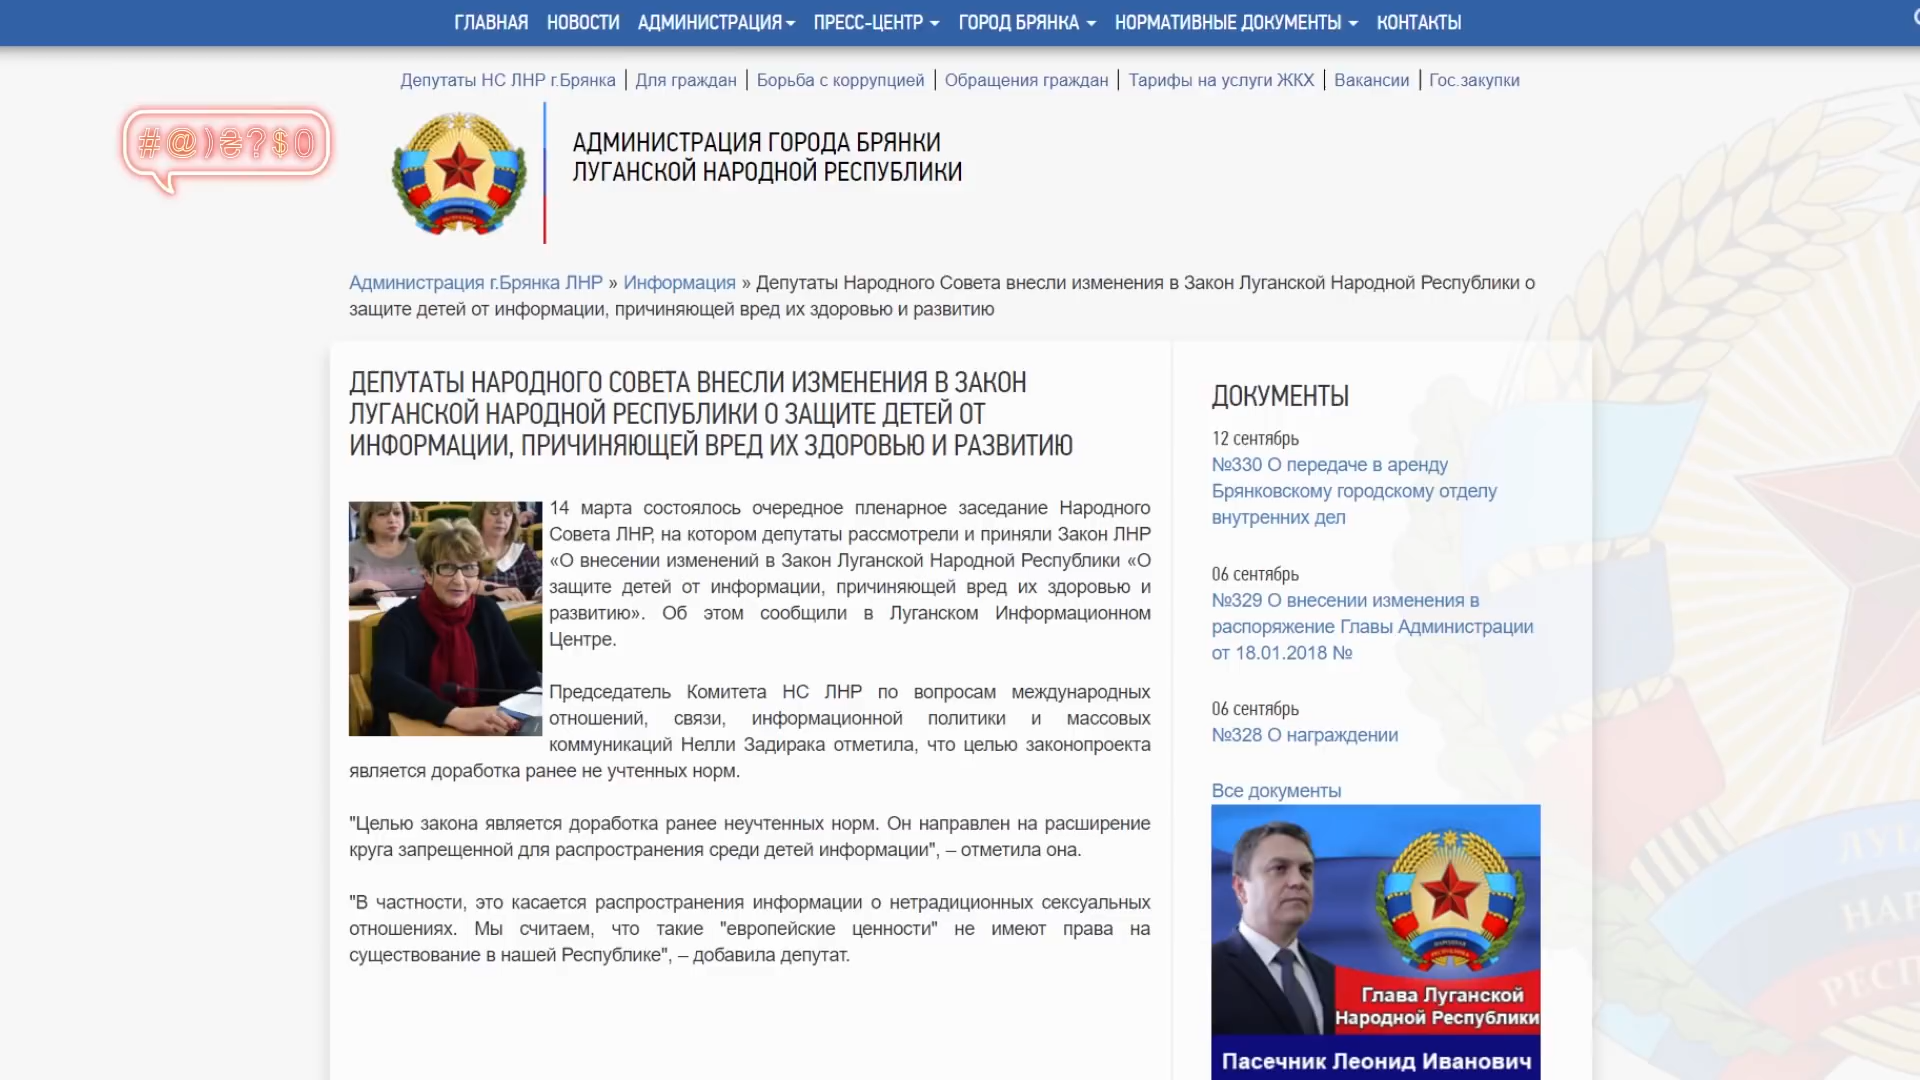 ГЛАВНАЯ НОВОСТИ АДМИНИСТРАЦИЯ ПРЕСС-ЦЕНТР ГОРОД БРЯНКА НОРМАТИВНЫЕ ДОКУМЕНТЫ КОНТАКТЫ
Депутаты НС ЛНР г.Брянка | Для граждан | Борьба с коррупцией | Обращения граждан | Тарифы на услуги ЖКХ | Вакансии | Гос.закупки
#@)₴?$0
АДМИНИСТРАЦИЯ ГОРОДА БРЯНКИ
ЛУГАНСКОЙ НАРОДНОЙ РЕСПУБЛИКИ
Администрация г.Брянка ЛНР » Информация » Депутаты Народного Совета внесли изменения в Закон Луганской Народной Республики о
защите детей от информации, причиняющей вред их здоровью и развитию
ДЕПУТАТЫ НАРОДНОГО СОВЕТА ВНЕСЛИ ИЗМЕНЕНИЯ В ЗАКОН
ЛУГАНСКОЙ НАРОДНОЙ РЕСПУБЛИКИ О ЗАЩИТЕ ДЕТЕЙ ОТ
ИНФОРМАЦИИ, ПРИЧИНЯЮЩЕЙ ВРЕД ИХ ЗДОРОВЬЮ И РАЗВИТИЮ
14 марта состоялось очередное пленарное заседание Народного
Совета ЛНР, на котором депутаты рассмотрели и приняли Закон ЛНР
«О внесении изменений в Закон Луганской Народной Республики «О
защите детей от информации, причиняющей вред их здоровью и
развитию». Об этом сообщили в Луганском Информационном
Центре.
Председатель Комитета НС ЛНР по вопросам международных
отношений, связи, информационной политики и массовых
коммуникаций Нелли Задирака отметила, что целью законопроекта
является доработка ранее не учтенных норм.
"Целью закона является доработка ранее неучтенных норм. Он направлен на расширение
круга запрещенной для распространения среди детей информации", – отметила она.
"В частности, это касается распространения информации о нетрадиционных сексуальных
отношениях. Мы считаем, что такие "европейские ценности" не имеют права на
существование в нашей Республике", – добавила депутат.
ДОКУМЕНТЫ
12 сентябрь
№330 О передаче в аренду
Брянковскому городскому отделу
внутренних дел
06 сентябрь
№329 О внесении изменения в
распоряжение Главы Администрации
от 18.01.2018 №
06 сентябрь
№328 О награждении
Все документы
Глава Луганской
Народной Республики
Пасечник Леонид Иванович